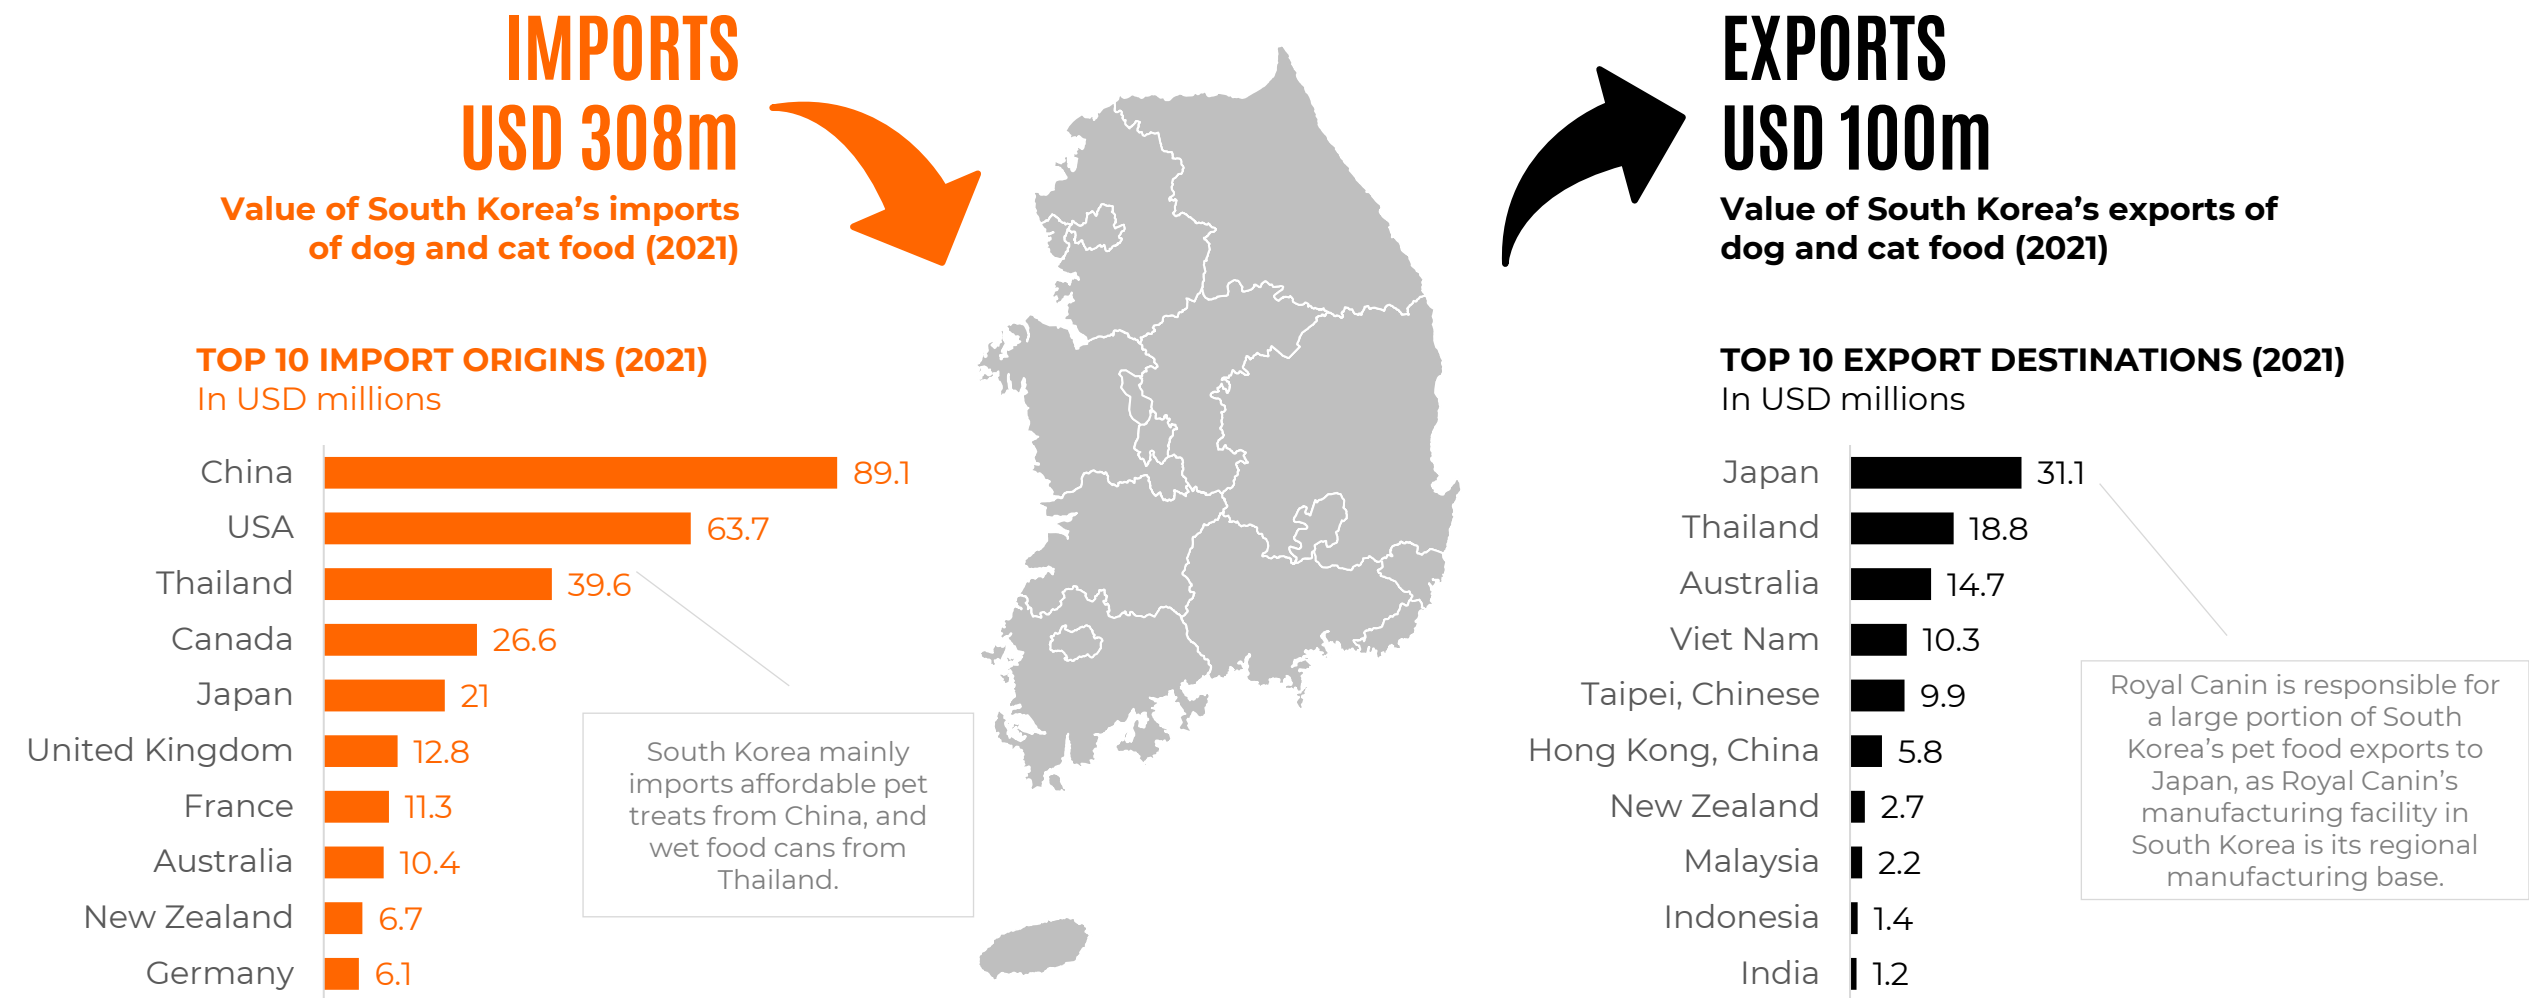 IMPORTS
USD 308m
Value of South Korea’s imports
of dog and cat food (2021)
TOP 10 IMPORT ORIGINS (2021)
In USD millions
China 89.1
USA 63.7
Thailand 39.6
Canada 26.6
Japan 21
United Kingdom 12.8
France 11.3
Australia 10.4
New Zealand 6.7
Germany 6.1
South Korea mainly
imports affordable pet
treats from China, and
wet food cans from
Thailand.
EXPORTS
USD 100m
Value of South Korea’s exports of
dog and cat food (2021)
TOP 10 EXPORT DESTINATIONS (2021)
In USD millions
Japan 31.1
Thailand 18.8
Australia 14.7
Viet Nam 10.3
Taipei, Chinese 9.9
Hong Kong, China 5.8
New Zealand 2.7
Malaysia 2.2
Indonesia 1.4
India 1.2
Royal Canin is responsible for
a large portion of South
Korea’s pet food exports to
Japan, as Royal Canin’s
manufacturing facility in
South Korea is its regional
manufacturing base.